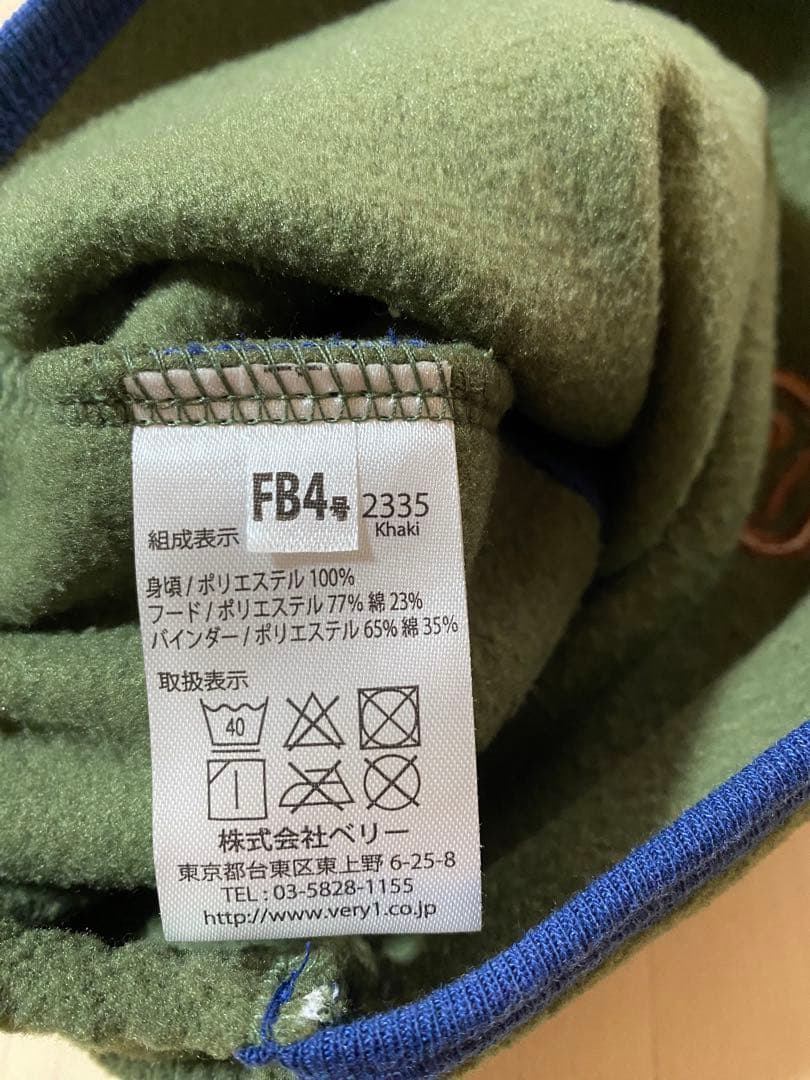 FB4号 2335
Khaki
組成表示
身頃 / ポリエステル 100%
フード / ポリエステル 77% 綿 23%
バインダー / ポリエステル 65% 綿 35%
取扱表示
40
株式会社ベリー
東京都台東区東上野 6-25-8
TEL : 03-5828-1155
http://www.very1.co.jp